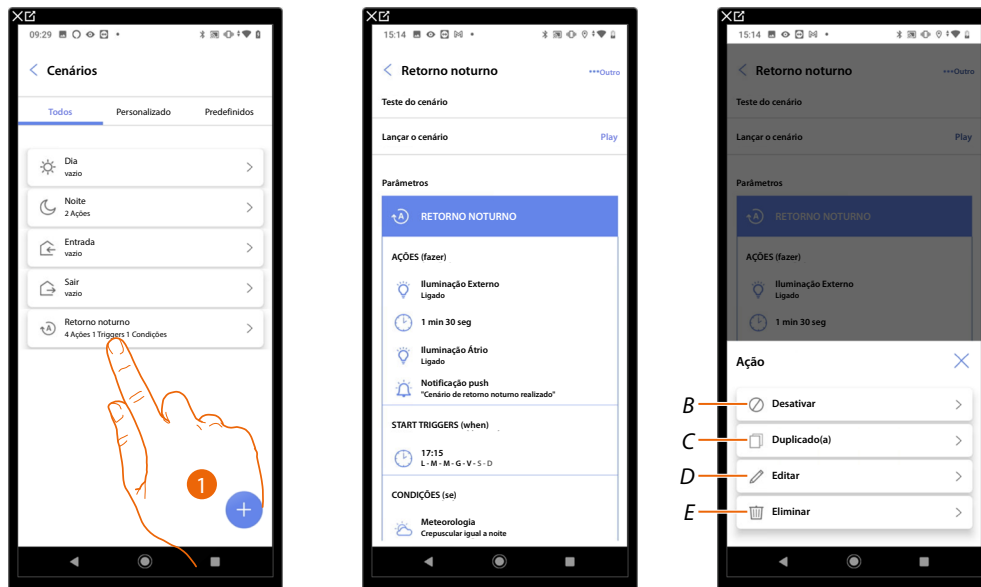 09:29
Cenários
Todos Personalizado Predefinidos
Dia
vazio
Noite
2 Ações
Entrada
vazio
Sair
vazio
A
Retorno noturno
4 Ações 1 Triggers 1 Condições
1
+
15:14
Retorno noturno
•••Outro
Teste do cenário
Lançar o cenário Play
Parâmetros
A RETORNO NOTURNO
AÇÕES (fazer)
Iluminação Externo
Ligado
1 min 30 seg
Iluminação Átrio
Ligado
Notificação push
"Cenário de retorno noturno realizado"
START TRIGGERS (when)
17:15
L - M - M - G - V - S - D
CONDIÇÕES (se)
Meteorologia
Crepuscular igual a noite
15:14
Retorno noturno
•••Outro
Teste do cenário
Lançar o cenário Play
Parâmetros
A RETORNO NOTURNO
AÇÕES (fazer)
Iluminação Externo
Ligado
1 min 30 seg
Ação
B Desativar
C Duplicado(a)
D Editar
E Eliminar